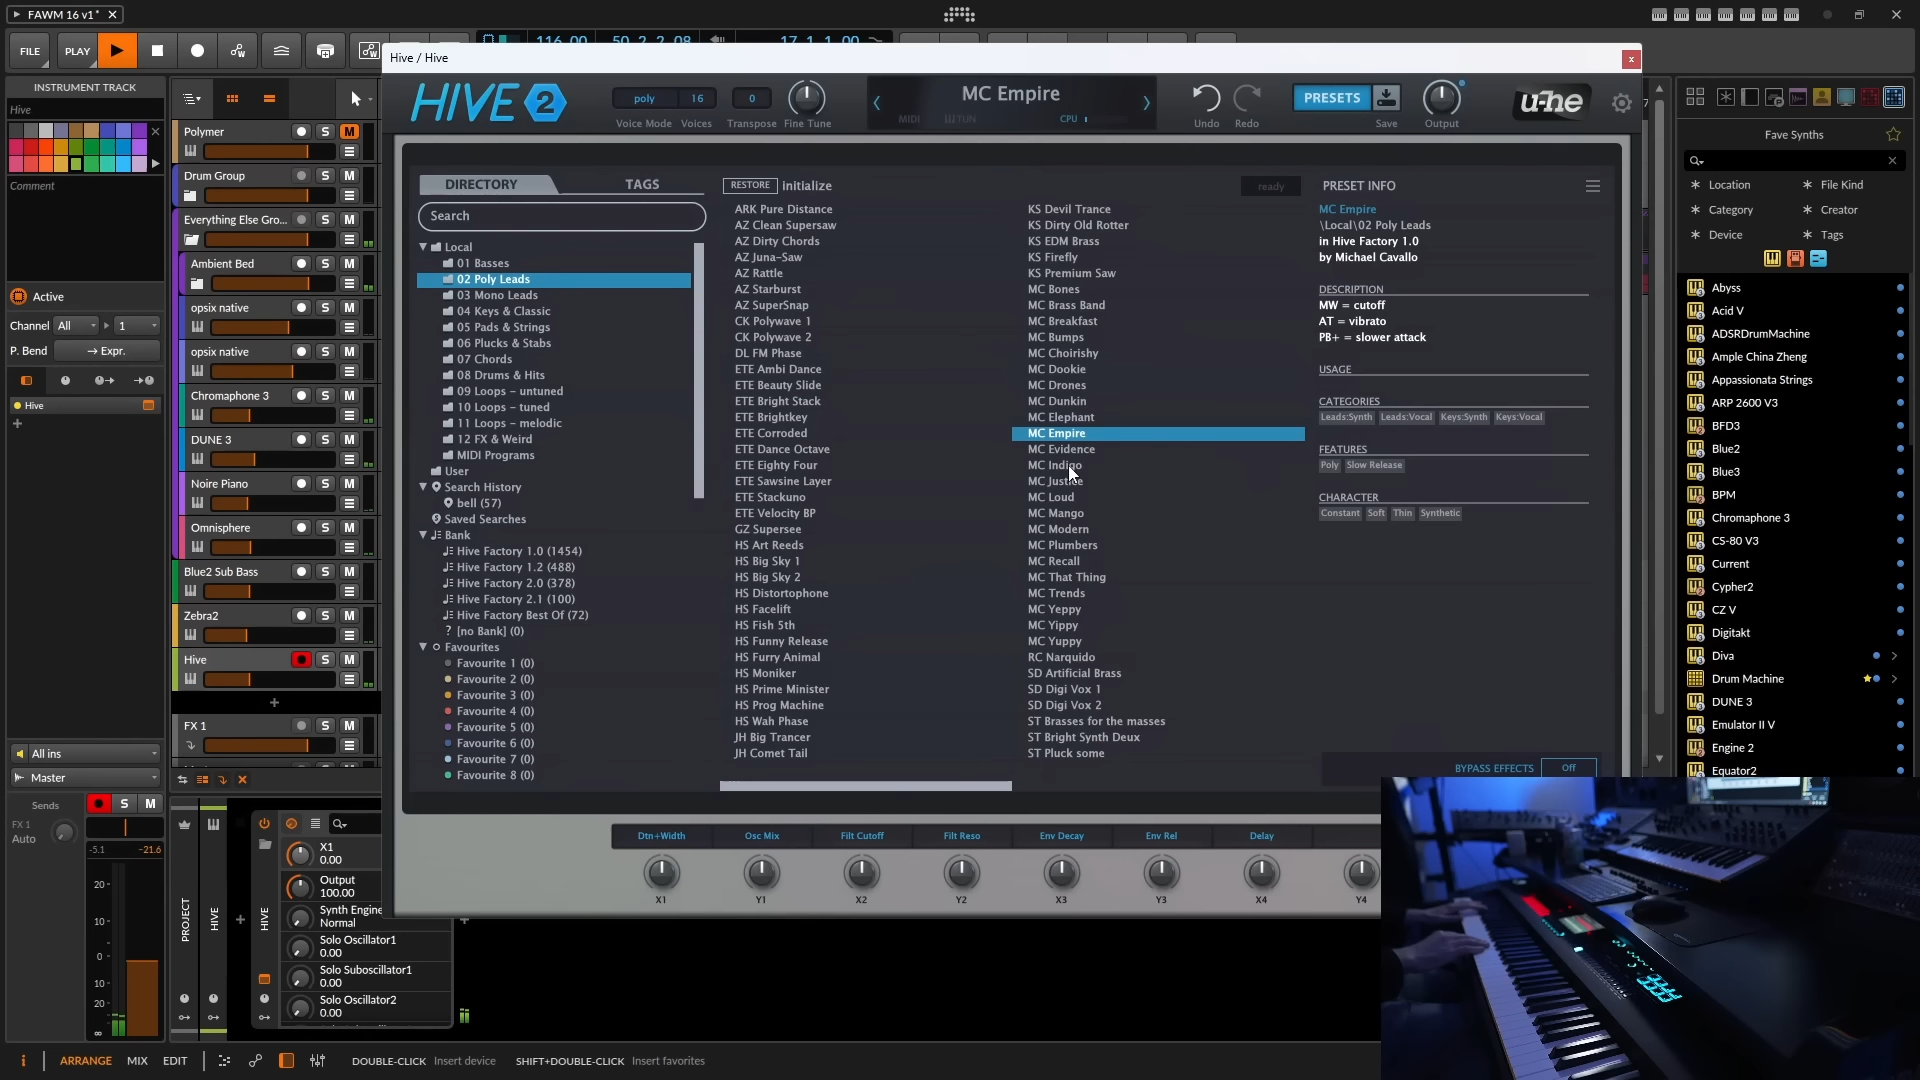 FAWM 16 v1*
FILE
PLAY
116.00
50.2.2.08
17.1.1.00
Hive / Hive
INSTRUMENT TRACK
Hive
Comment
Active
Channel All 1
P. Bend → Expr.
Hive
All ins
Master
Sends
FX 1
Auto
S M
-5.1 -21.6
20
10
0
10
20
∞
Polymer
Drum Group
Everything Else Gro...
Ambient Bed
opsix native
opsix native
Chromaphone 3
DUNE 3
Noire Piano
Omnisphere
Blue2 Sub Bass
Zebra2
Hive
FX 1
HIVE 2
poly 16 0
Voice Mode Voices Transpose Fine Tune
MC Empire
MIDI TUN CPU
Undo Redo
PRESETS
Save
Output
u-he
DIRECTORY TAGS
Search
Local
01 Basses
02 Poly Leads
03 Mono Leads
04 Keys & Classic
05 Pads & Strings
06 Plucks & Stabs
07 Chords
08 Drums & Hits
09 Loops – untuned
10 Loops - tuned
11 Loops - melodic
12 FX & Weird
MIDI Programs
User
Search History
bell (57)
Saved Searches
Bank
Hive Factory 1.0 (1454)
Hive Factory 1.2 (488)
Hive Factory 2.0 (378)
Hive Factory 2.1 (100)
Hive Factory Best Of (72)
? [no Bank] (0)
Favourites
Favourite 1 (0)
Favourite 2 (0)
Favourite 3 (0)
Favourite 4 (0)
Favourite 5 (0)
Favourite 6 (0)
Favourite 7 (0)
Favourite 8 (0)
RESTORE initialize
ready
ARK Pure Distance
AZ Clean Supersaw
AZ Dirty Chords
AZ Juna-Saw
AZ Rattle
AZ Starburst
AZ SuperSnap
CK Polywave 1
CK Polywave 2
DL FM Phase
ETE Ambi Dance
ETE Beauty Slide
ETE Bright Stack
ETE Brightkey
ETE Corroded
ETE Dance Octave
ETE Eighty Four
ETE Sawsine Layer
ETE Stackuno
ETE Velocity BP
GZ Supersee
HS Art Reeds
HS Big Sky 1
HS Big Sky 2
HS Distortophone
HS Facelift
HS Fish 5th
HS Funny Release
HS Furry Animal
HS Moniker
HS Prime Minister
HS Prog Machine
HS Wah Phase
JH Big Trancer
JH Comet Tail
KS Devil Trance
KS Dirty Old Rotter
KS EDM Brass
KS Firefly
KS Premium Saw
MC Bones
MC Brass Band
MC Breakfast
MC Bumps
MC Choirishy
MC Dookie
MC Drones
MC Dunkin
MC Elephant
MC Empire
MC Evidence
MC Indigo
MC Justice
MC Loud
MC Mango
MC Modern
MC Plumbers
MC Recall
MC That Thing
MC Trends
MC Yeppy
MC Yippy
MC Yuppy
RC Narquido
SD Artificial Brass
SD Digi Vox 1
SD Digi Vox 2
ST Brasses for the masses
ST Bright Synth Deux
ST Pluck some
PRESET INFO
MC Empire
\Local\02 Poly Leads
in Hive Factory 1.0
by Michael Cavallo
DESCRIPTION
MW = cutoff
AT = vibrato
PB+ = slower attack
USAGE
CATEGORIES
Leads:Synth Leads:Vocal Keys:Synth Keys:Vocal
FEATURES
Poly Slow Release
CHARACTER
Constant Soft Thin Synthetic
BYPASS EFFECTS Off
Dtn+Width Osc Mix Filt Cutoff Filt Reso Env Decay Env Rel Delay
X1 Y1 X2 Y2 X3 Y3 X4 Y4
PROJECT
HIVE
HIVE
X1
0.00
Output
100.00
Synth Engine
Normal
Solo Oscillator1
0.00
Solo Suboscillator1
0.00
Solo Oscillator2
0.00
Fave Synths
Location File Kind
Category Creator
Device Tags
Abyss
Acid V
ADSRDrumMachine
Ample China Zheng
Appassionata Strings
ARP 2600 V3
BFD3
Blue2
Blue3
BPM
Chromaphone 3
CS-80 V3
Current
Cypher2
CZ V
Digitakt
Diva
Drum Machine
DUNE 3
Emulator II V
Engine 2
Equator2
i ARRANGE MIX EDIT
DOUBLE-CLICK Insert device SHIFT+DOUBLE-CLICK Insert favorites